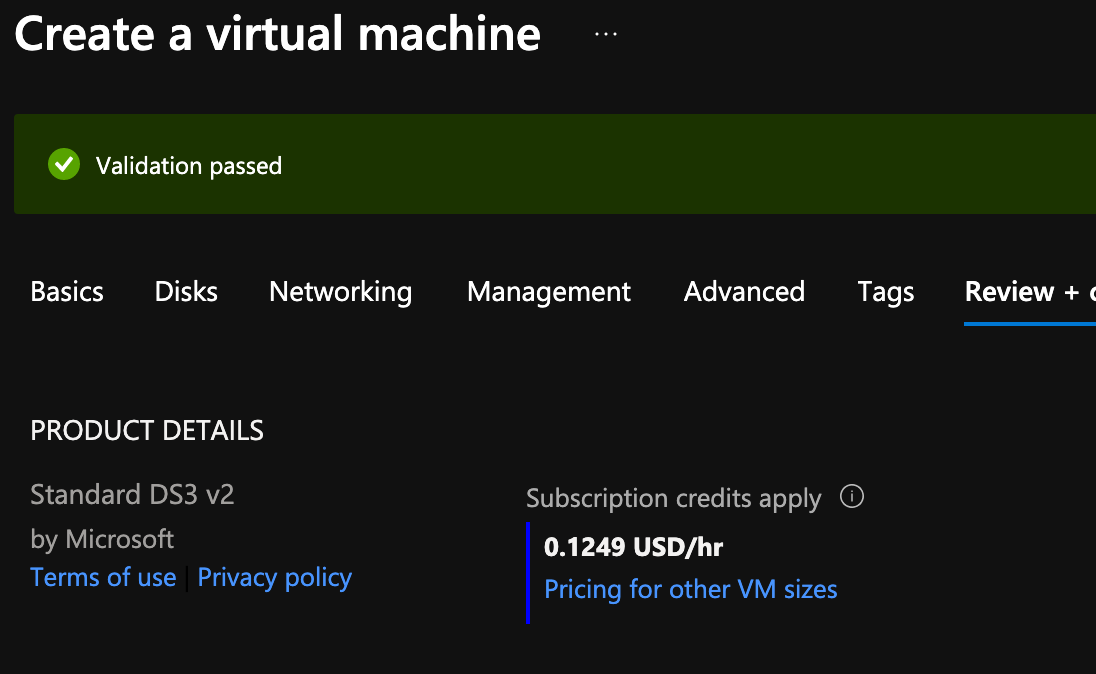 Create a virtual machine ...
Validation passed
Basics Disks Networking Management Advanced Tags Review +
PRODUCT DETAILS
Standard DS3 v2
by Microsoft
Terms of use | Privacy policy
Subscription credits apply
0.1249 USD/hr
Pricing for other VM sizes